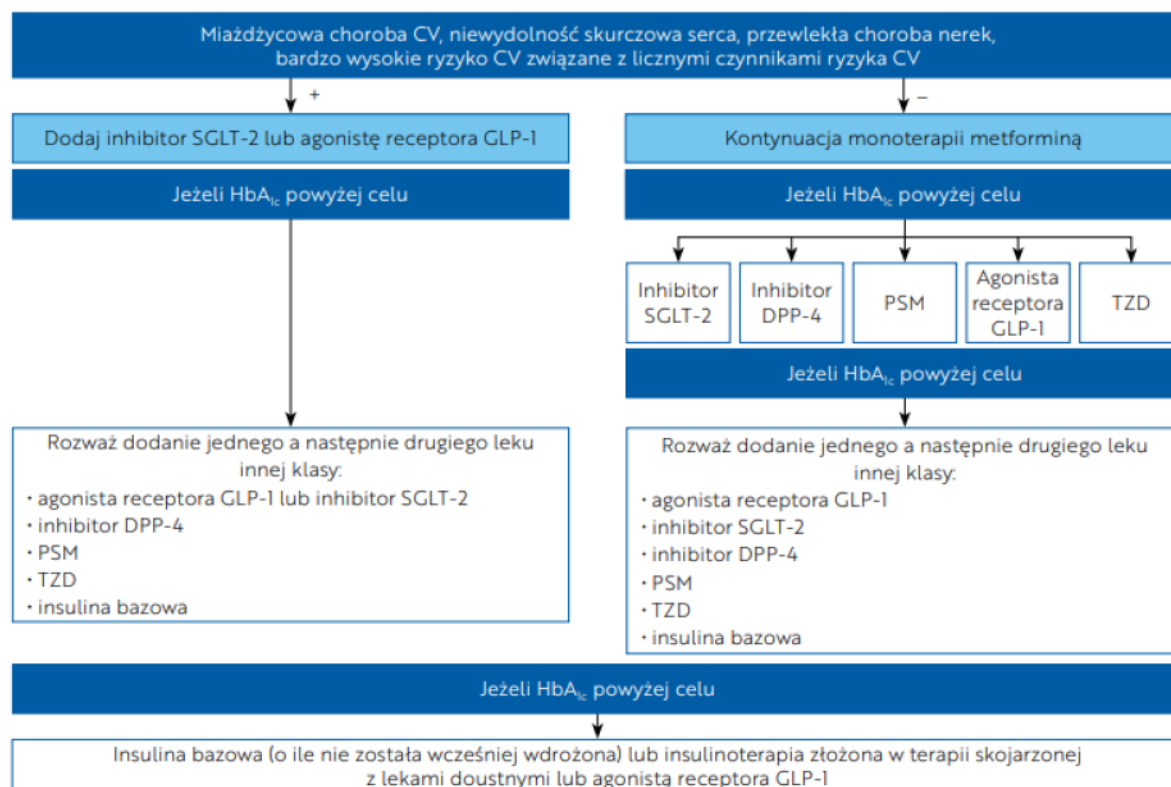 Miażdżycowa choroba CV, niewydolność skurczowa serca, przewlekła choroba nerek,
bardzo wysokie ryzyko CV związane z licznymi czynnikami ryzyka CV
+
–
Dodaj inhibitor SGLT-2 lub agonistę receptora GLP-1
Kontynuacja monoterapii metforminą
Jeżeli HbA1c powyżej celu
Jeżeli HbA1c powyżej celu
Inhibitor
SGLT-2
Inhibitor
DPP-4
PSM
Agonista
receptora
GLP-1
TZD
Jeżeli HbA1c powyżej celu
Rozważ dodanie jednego a następnie drugiego leku
innej klasy:
• agonista receptora GLP-1 lub inhibitor SGLT-2
• inhibitor DPP-4
• PSM
• TZD
• insulina bazowa
Rozważ dodanie jednego a następnie drugiego leku
innej klasy:
• agonista receptora GLP-1
• inhibitor SGLT-2
• inhibitor DPP-4
• PSM
• TZD
• insulina bazowa
Jeżeli HbA1c powyżej celu
Insulina bazowa (o ile nie została wcześniej wdrożona) lub insulinoterapia złożona w terapii skojarzonej
z lekami doustnymi lub agonistą receptora GLP-1